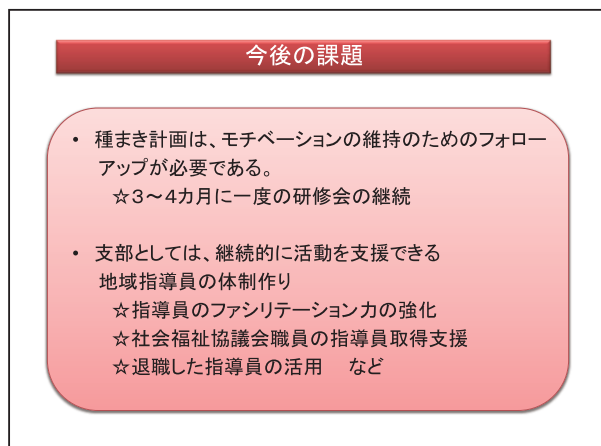 今後の課題
・ 種まき計画は、モチベーションの維持のためのフォロー
アップが必要である。
☆３～４カ月に一度の研修会の継続
・ 支部としては、継続的に活動を支援できる
地域指導員の体制作り
☆指導員のファシリテーション力の強化
☆社会福祉協議会職員の指導員取得支援
☆退職した指導員の活用　など